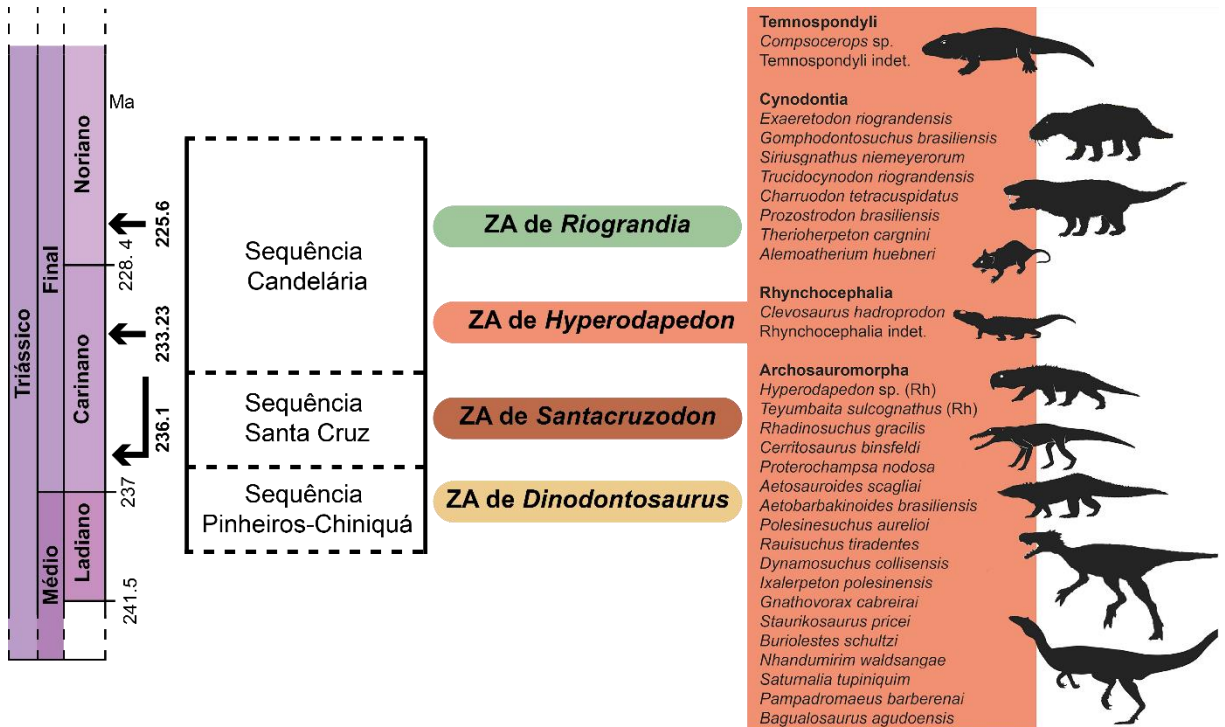 Ma
Triássico
Final
Médio
Noriano
Carinano
Ladiano
225.6
228.4
233.23
236.1
237
241.5
Sequência
Candelária
Sequência
Santa Cruz
Sequência
Pinheiros-Chiniquá
ZA de Riograndia
ZA de Hyperodapedon
ZA de Santacruzodon
ZA de Dinodontosaurus
Temnospondyli
Compsocerops sp.
Temnospondyli indet.
Cynodontia
Exaeretodon riograndensis
Gomphodontosuchus brasiliensis
Siriusgnathus niemeyerorum
Trucidocynodon riograndensis
Charruodon tetracuspidatus
Prozostrodon brasiliensis
Therioherpeton cargnini
Alemoatherium huebneri
Rhynchocephalia
Clevosaurus hadroprodon
Rhynchocephalia indet.
Archosauromorpha
Hyperodapedon sp. (Rh)
Teyumbaita sulcognathus (Rh)
Rhadinosuchus gracilis
Cerritosaurus binsfeldi
Proterochampsa nodosa
Aetosauroides scagliai
Aetobarbakinoides brasiliensis
Polesinesuchus aurelioi
Rauisuchus tiradentes
Dynamosuchus collisensis
Ixalerpeton polesinensis
Gnathovorax cabreirai
Staurikosaurus pricei
Buriolestes schultzi
Nhandumirim waldsangae
Saturnalia tupiniquim
Pampadromaeus barberenai
Bagualosaurus agudoensis